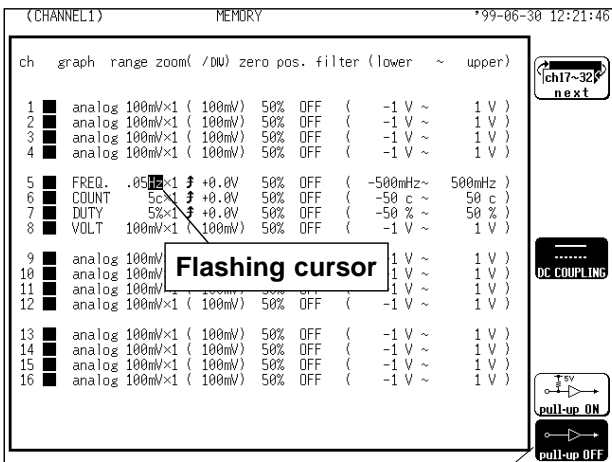 (CHANNEL1) MEMORY '99-06-30 12:21:46
ch graph range zoom( /DIV) zero pos. filter (lower ~ upper)
1 analog 100mV×1 ( 100mV) 50% OFF ( -1 V ~ 1 V )
2 analog 100mV×1 ( 100mV) 50% OFF ( -1 V ~ 1 V )
3 analog 100mV×1 ( 100mV) 50% OFF ( -1 V ~ 1 V )
4 analog 100mV×1 ( 100mV) 50% OFF ( -1 V ~ 1 V )
5 FREQ. .05Hz×1 +0.0V 50% OFF ( -500mHz~ 500mHz )
6 COUNT 5c×1 +0.0V 50% OFF ( -50 c ~ 50 c )
7 DUTY 5%×1 +0.0V 50% OFF ( -50 % ~ 50 % )
8 VOLT 100mV×1 ( 100mV) 50% OFF ( -1 V ~ 1 V )
9 analog 1 V ~ 1 V )
10 analog 1 V ~ 1 V )
11 analog 1 V ~ 1 V )
Flashing cursor
12 analog 100mV×1 ( 100mV) 50% OFF ( -1 V ~ 1 V )
13 analog 100mV×1 ( 100mV) 50% OFF ( -1 V ~ 1 V )
14 analog 100mV×1 ( 100mV) 50% OFF ( -1 V ~ 1 V )
15 analog 100mV×1 ( 100mV) 50% OFF ( -1 V ~ 1 V )
16 analog 100mV×1 ( 100mV) 50% OFF ( -1 V ~ 1 V )
ch17~32
next
DC COUPLING
5V
pull-up ON
pull-up OFF